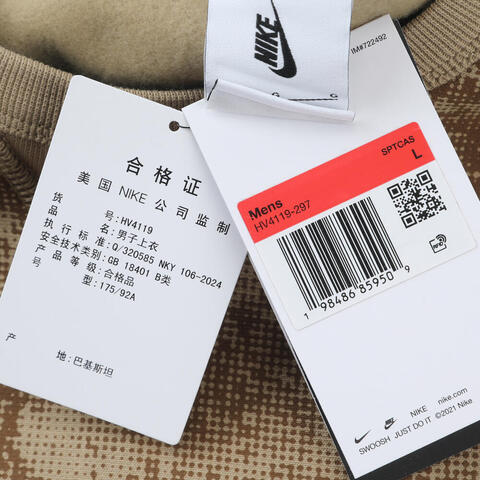 NIKE
G
G
IM#722492
合格证
美国 NIKE 公司监制
货 号: HV4119
品 名: 男子上衣
执行标准: Q/320585 NKY 106-2024
安全技术类别: GB 18401 B类
产品等级: 合格品
号 型: 175/92A
产 地: 巴基斯坦
SPTCAS
L
Mens
HV4119-297
1 98486 85950 9
NIKE nike.com
SWOOSH JUST DO IT ©2021 Nike